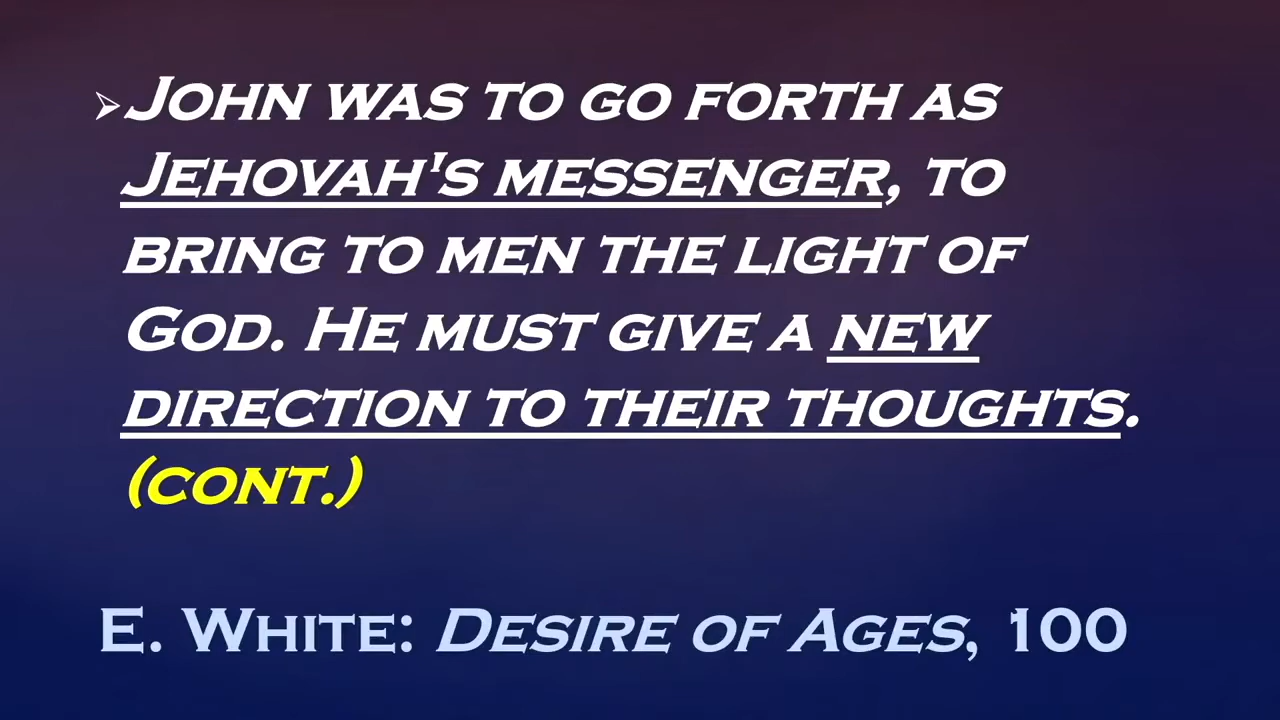 ➢John was to go forth as
Jehovah's messenger, to
bring to men the light of
God. He must give a new
direction to their thoughts.
(cont.)
E. White: Desire of Ages, 100